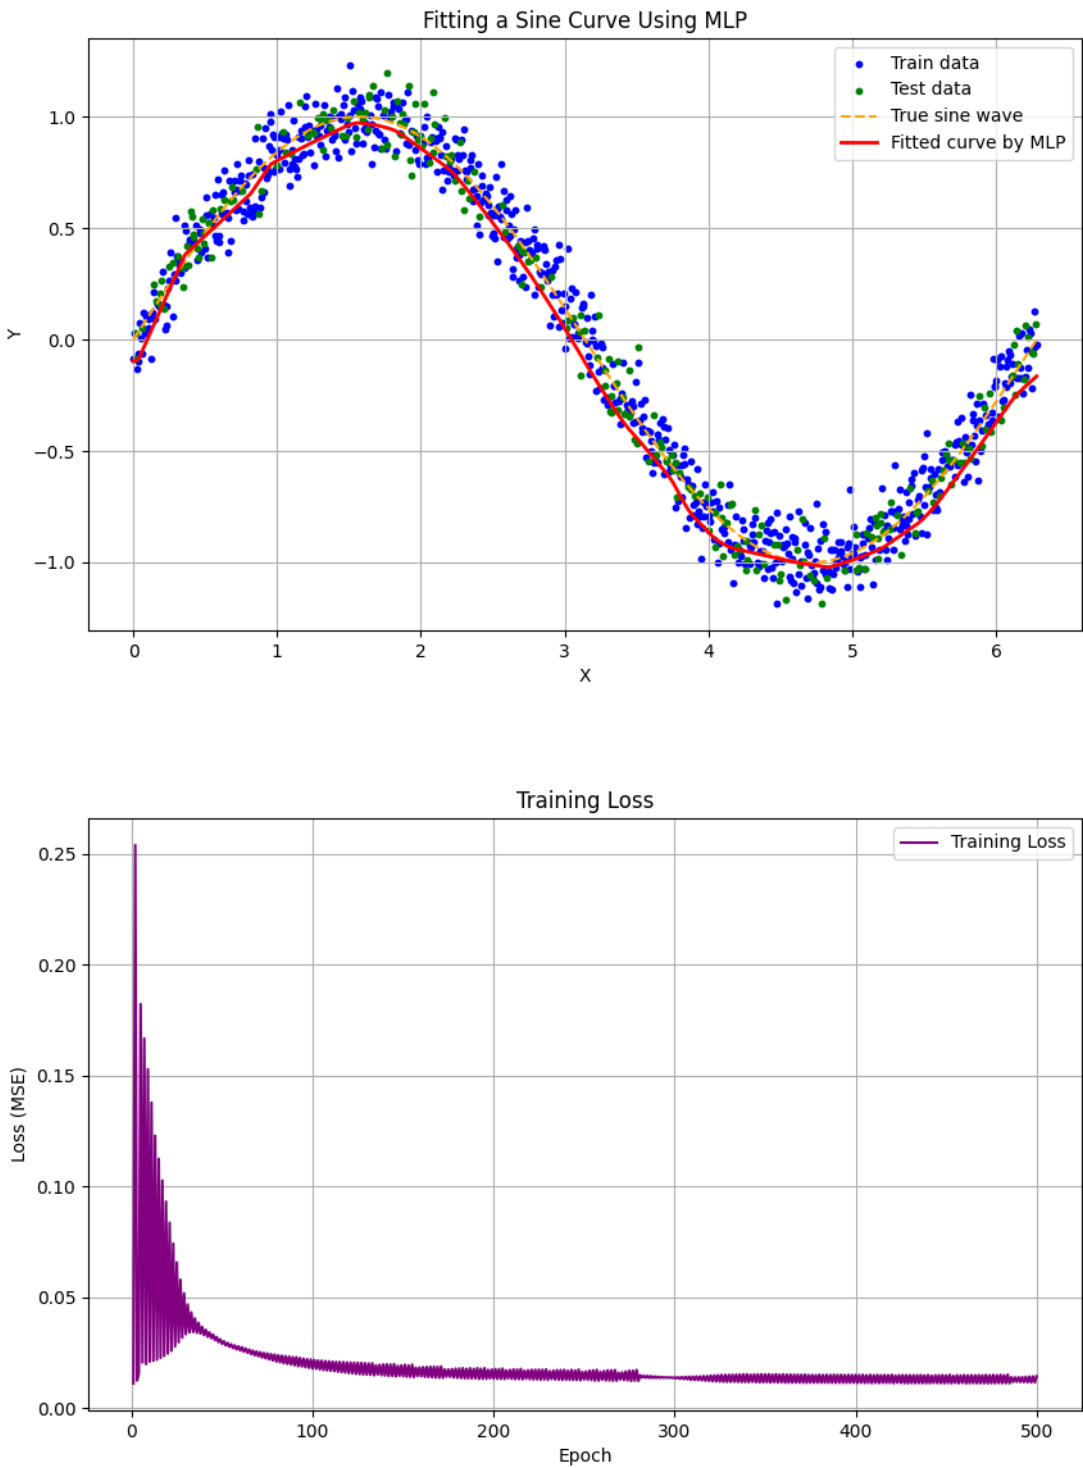 Fitting a Sine Curve Using MLP
Train data
Test data
True sine wave
Fitted curve by MLP
1.0
0.5
0.0
−0.5
−1.0
Y
0 1 2 3 4 5 6
X
Training Loss
Training Loss
0.25
0.20
0.15
0.10
0.05
0.00
Loss (MSE)
0 100 200 300 400 500
Epoch